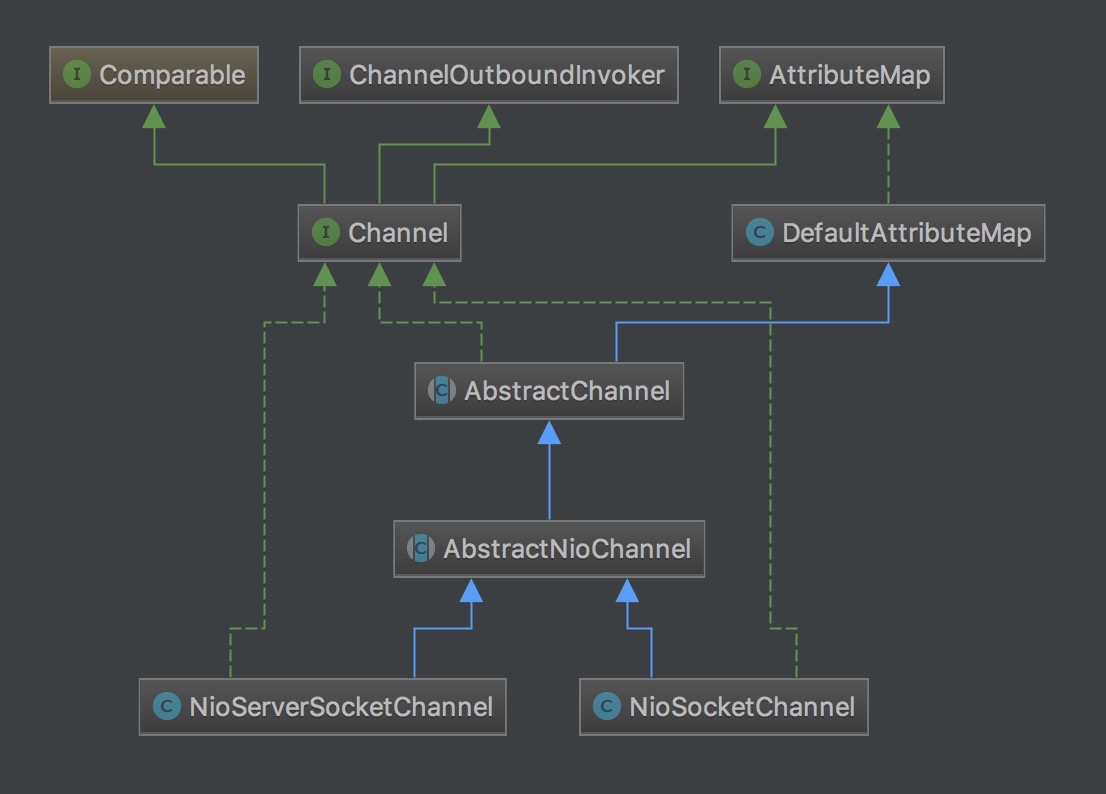 I Comparable
I ChannelOutboundInvoker
I AttributeMap
I Channel
C DefaultAttributeMap
C AbstractChannel
C AbstractNioChannel
C NioServerSocketChannel
C NioSocketChannel